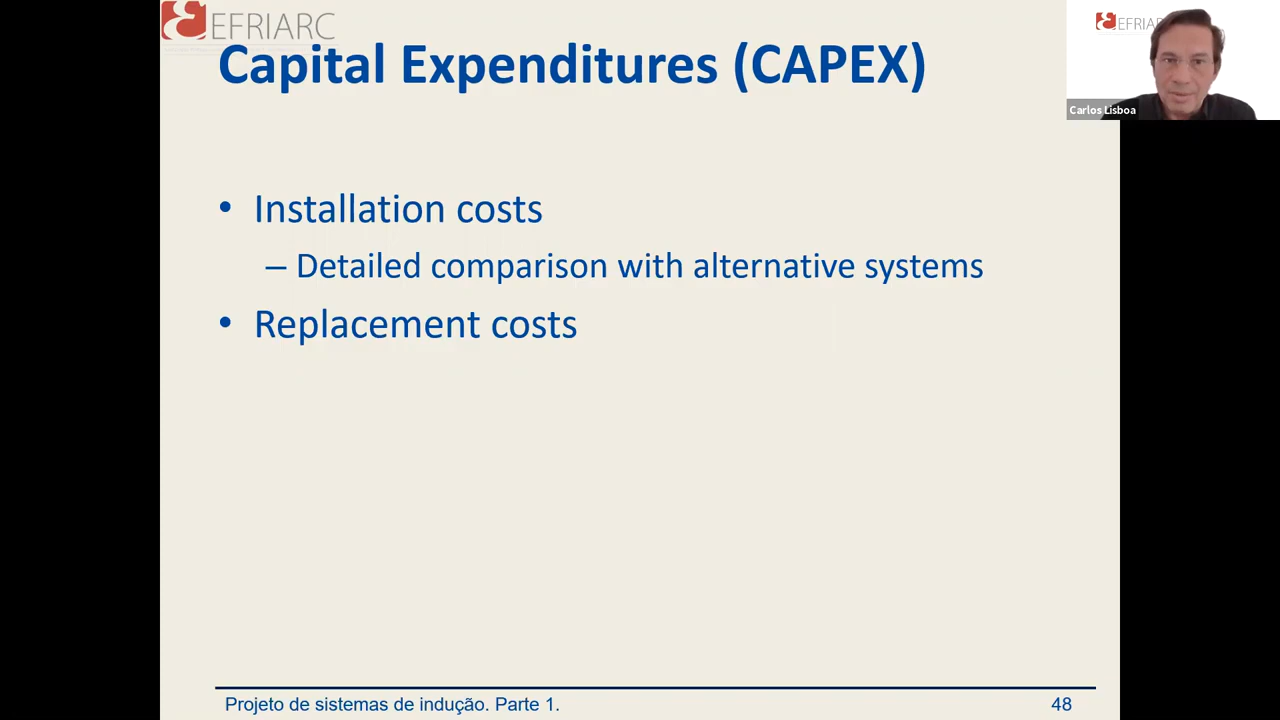 EFRIARC
Capital Expenditures (CAPEX)
EFRIARC
Carlos Lisboa
• Installation costs
– Detailed comparison with alternative systems
• Replacement costs
Projeto de sistemas de indução. Parte 1.
48